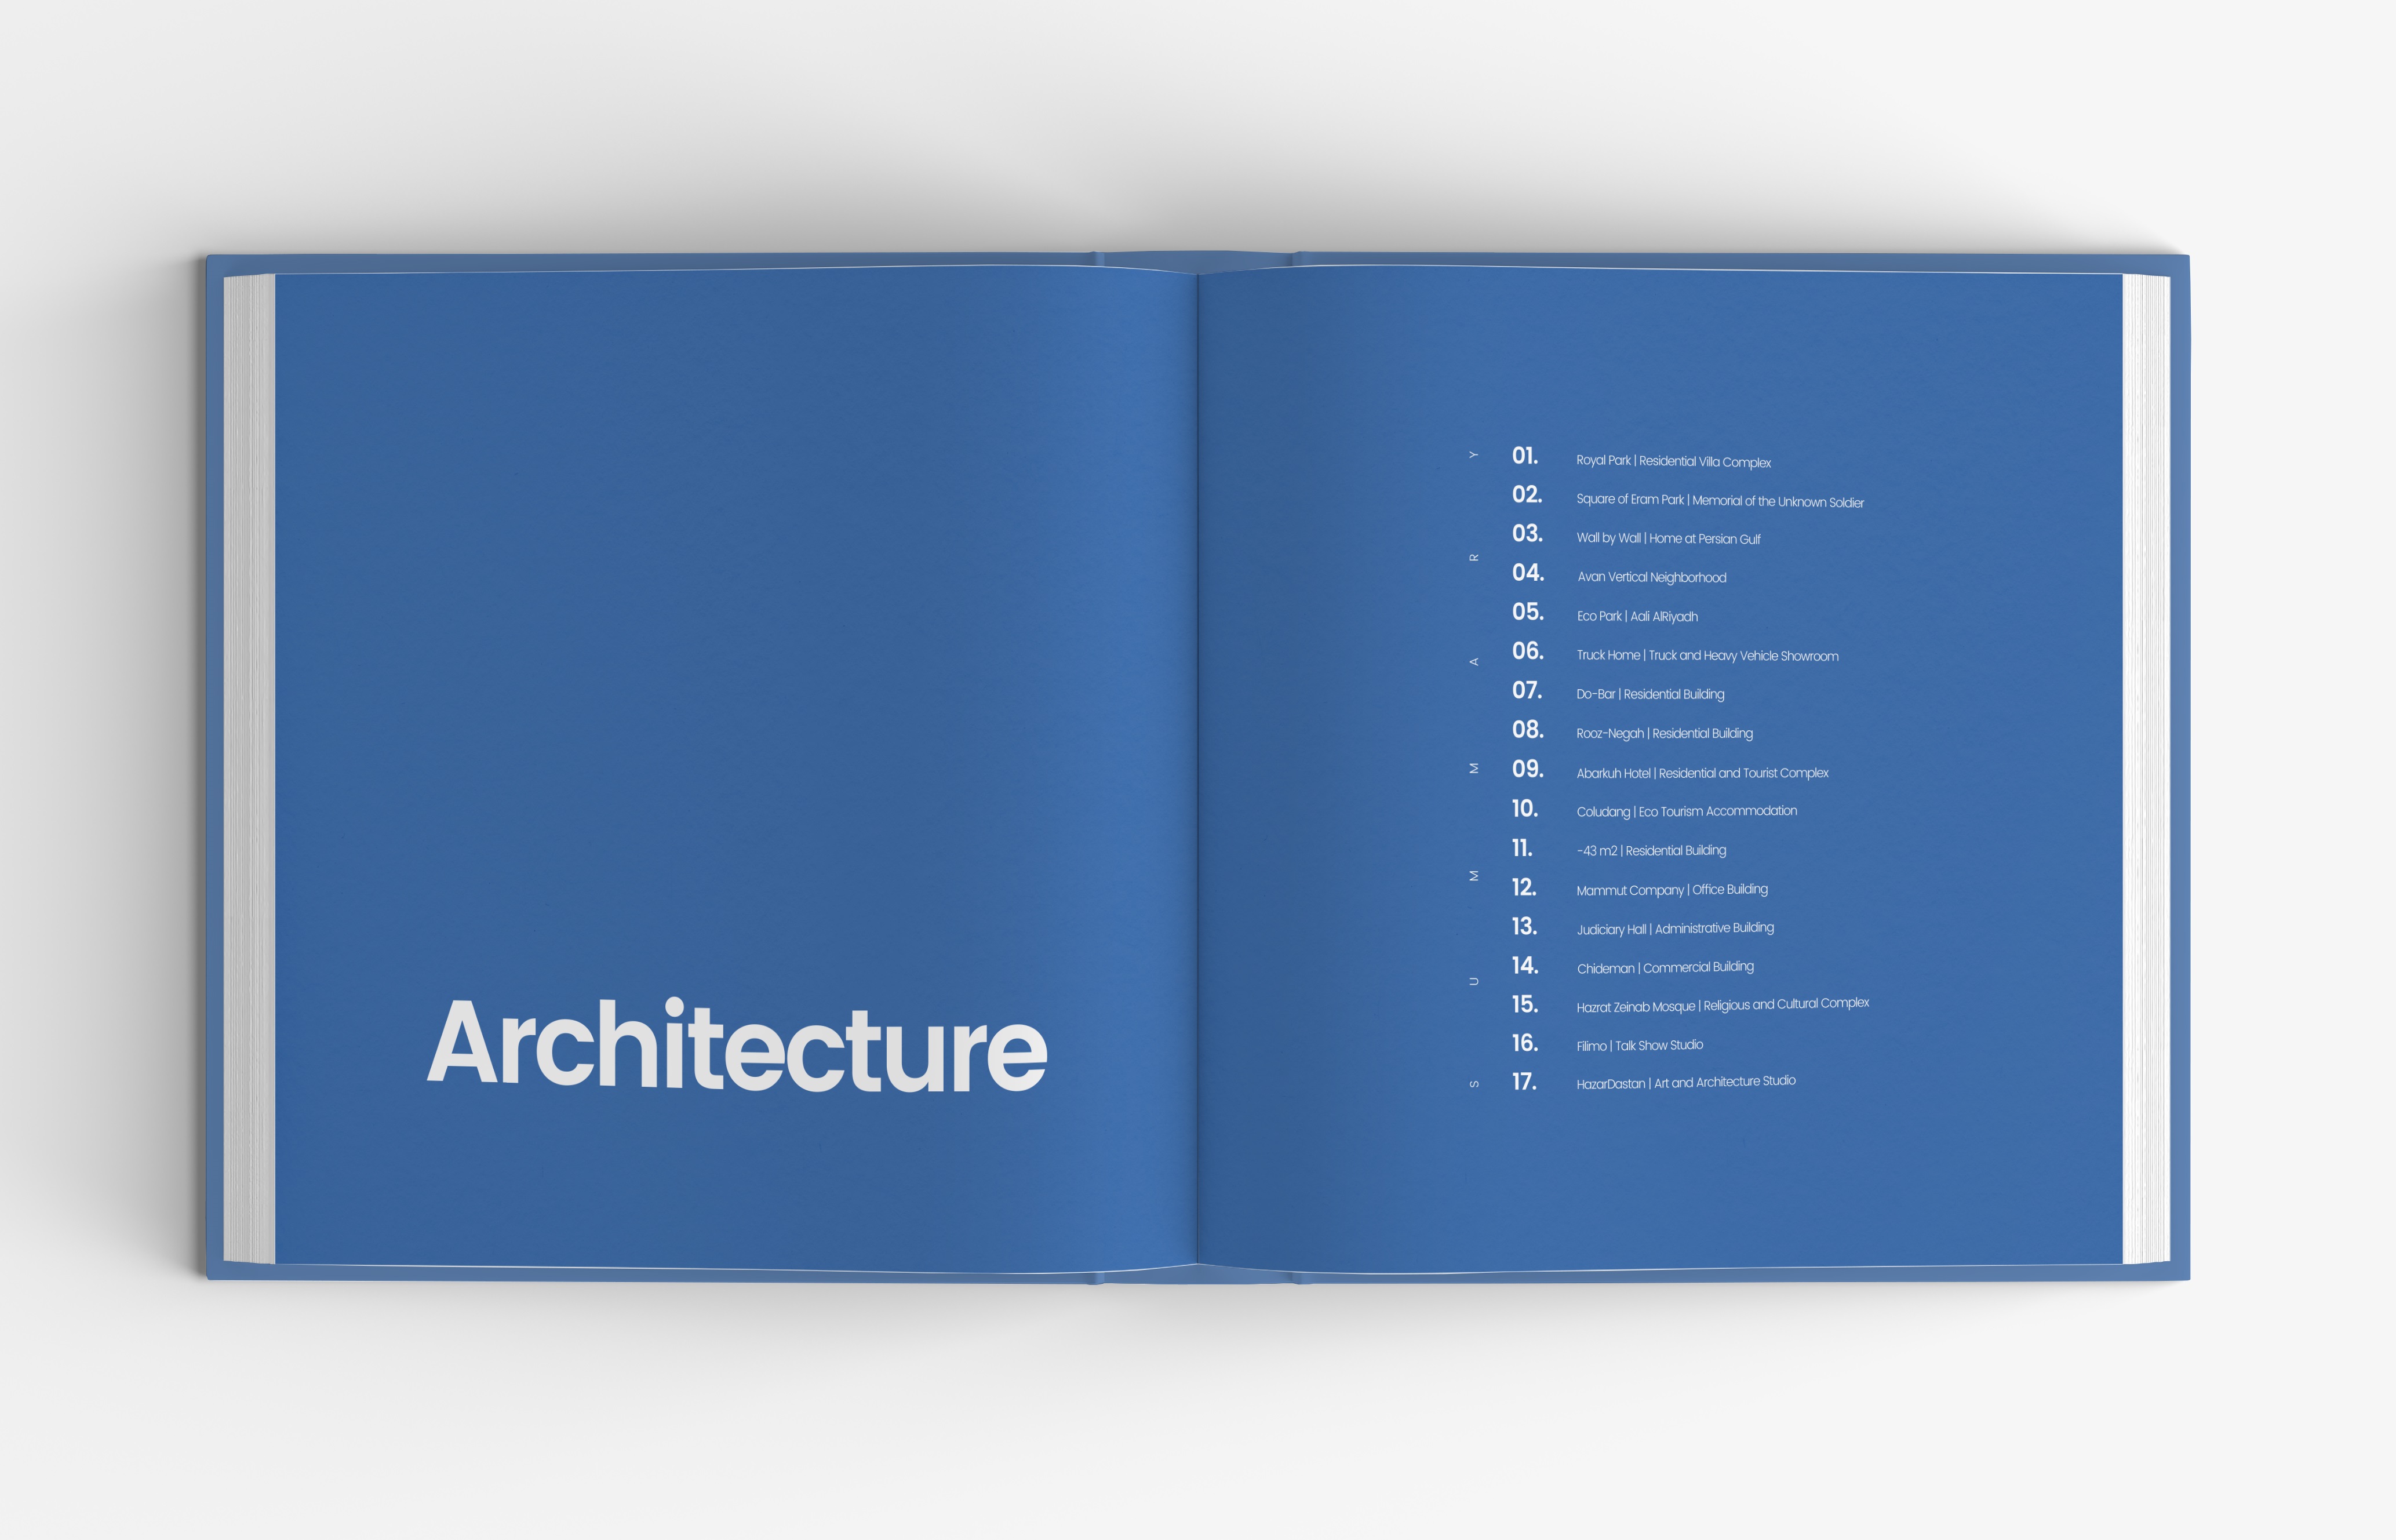 Architecture
SUMMARY
01. Royal Park | Residential Villa Complex
02. Square of Eram Park | Memorial of the Unknown Soldier
03. Wall by Wall | Home at Persian Gulf
04. Avan Vertical Neighborhood
05. Eco Park | Aali AlRiyadh
06. Truck Home | Truck and Heavy Vehicle Showroom
07. Do-Bar | Residential Building
08. Rooz-Negah | Residential Building
09. Abarkuh Hotel | Residential and Tourist Complex
10. Coludang | Eco Tourism Accommodation
11. -43 m2 | Residential Building
12. Mammut Company | Office Building
13. Judiciary Hall | Administrative Building
14. Chideman | Commercial Building
15. Hazrat Zeinab Mosque | Religious and Cultural Complex
16. Filimo | Talk Show Studio
17. HazarDastan | Art and Architecture Studio